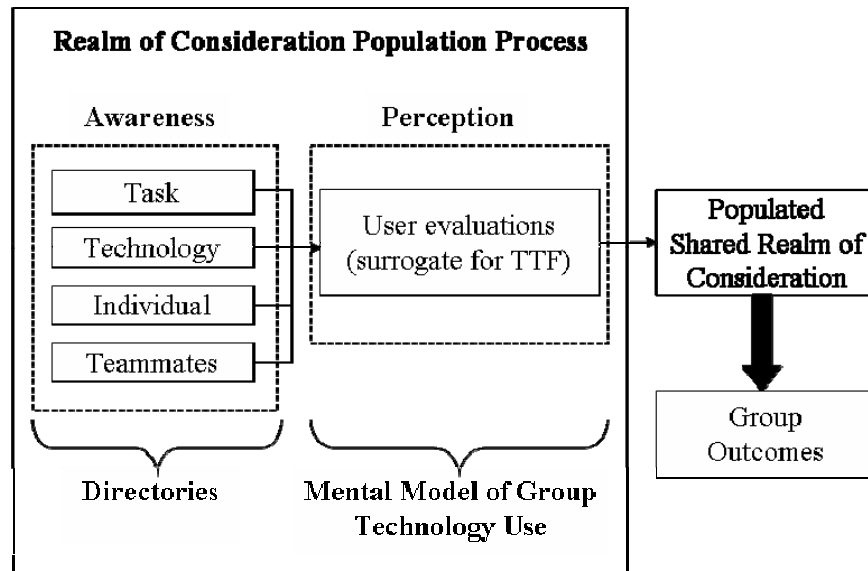 Realm of Consideration Population Process
Awareness
Perception
Task
Technology
Individual
Teammates
User evaluations
(surrogate for TTF)
Populated
Shared Realm of
Consideration
Group
Outcomes
Directories
Mental Model of Group
Technology Use